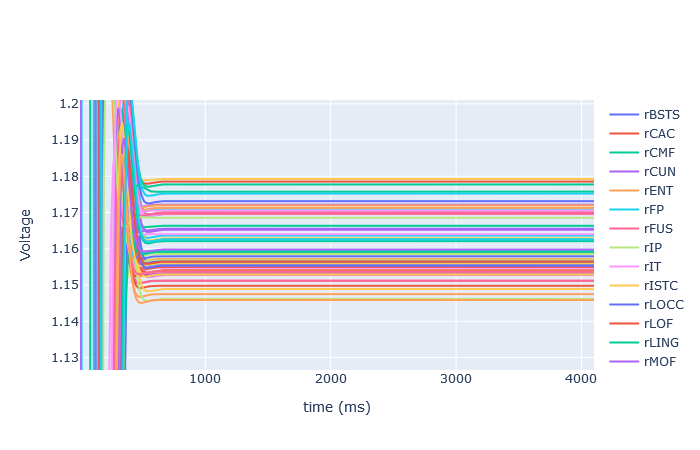 1.2
1.19
1.18
1.17
1.16
1.15
1.14
1.13
1000
2000
3000
4000
Voltage
time (ms)
rBSTS
rCAC
rCMF
rCUN
rENT
rFP
rFUS
rIP
rIT
rISTC
rLOCC
rLOF
rLING
rMOF